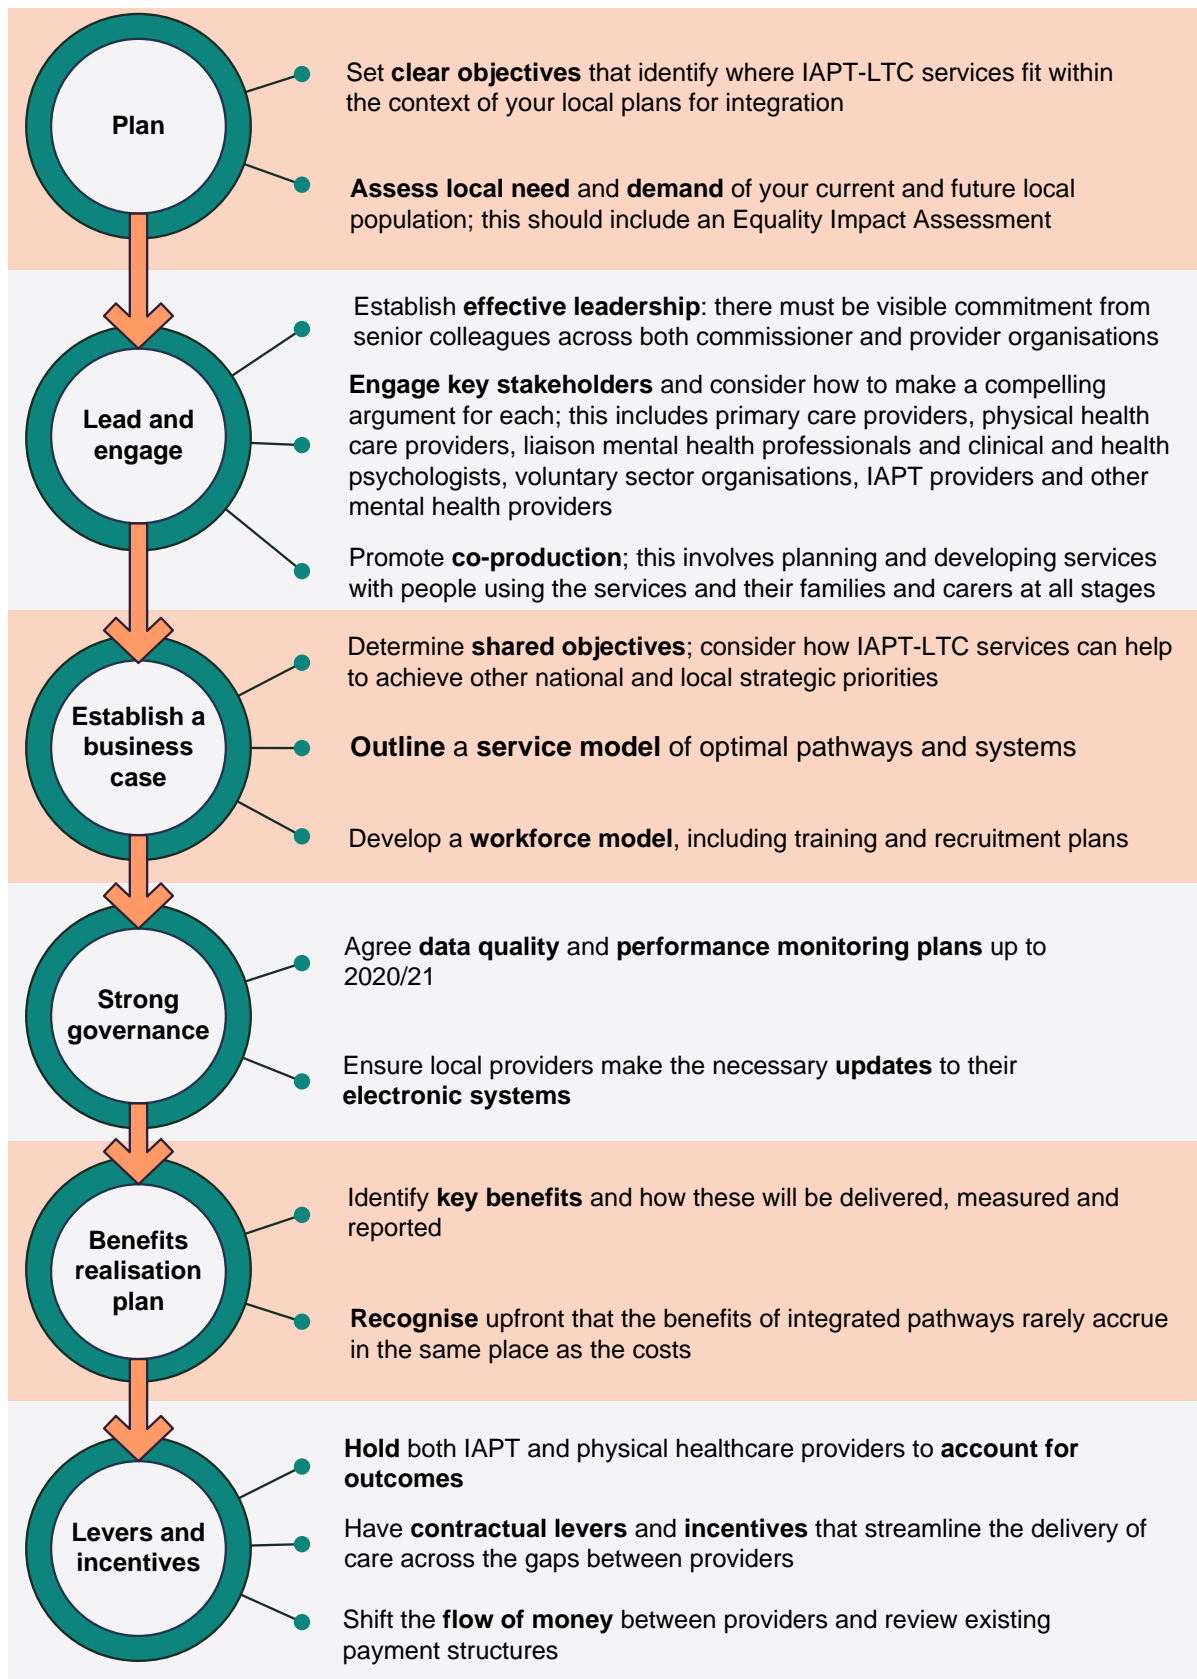 Plan
Set clear objectives that identify where IAPT-LTC services fit within
the context of your local plans for integration
Assess local need and demand of your current and future local
population; this should include an Equality Impact Assessment
Lead and
engage
Establish effective leadership: there must be visible commitment from
senior colleagues across both commissioner and provider organisations
Engage key stakeholders and consider how to make a compelling
argument for each; this includes primary care providers, physical health
care providers, liaison mental health professionals and clinical and health
psychologists, voluntary sector organisations, IAPT providers and other
mental health providers
Promote co-production; this involves planning and developing services
with people using the services and their families and carers at all stages
Establish a
business
case
Determine shared objectives; consider how IAPT-LTC services can help
to achieve other national and local strategic priorities
Outline a service model of optimal pathways and systems
Develop a workforce model, including training and recruitment plans
Strong
governance
Agree data quality and performance monitoring plans up to
2020/21
Ensure local providers make the necessary updates to their
electronic systems
Benefits
realisation
plan
Identify key benefits and how these will be delivered, measured and
reported
Recognise upfront that the benefits of integrated pathways rarely accrue
in the same place as the costs
Levers and
incentives
Hold both IAPT and physical healthcare providers to account for
outcomes
Have contractual levers and incentives that streamline the delivery of
care across the gaps between providers
Shift the flow of money between providers and review existing
payment structures